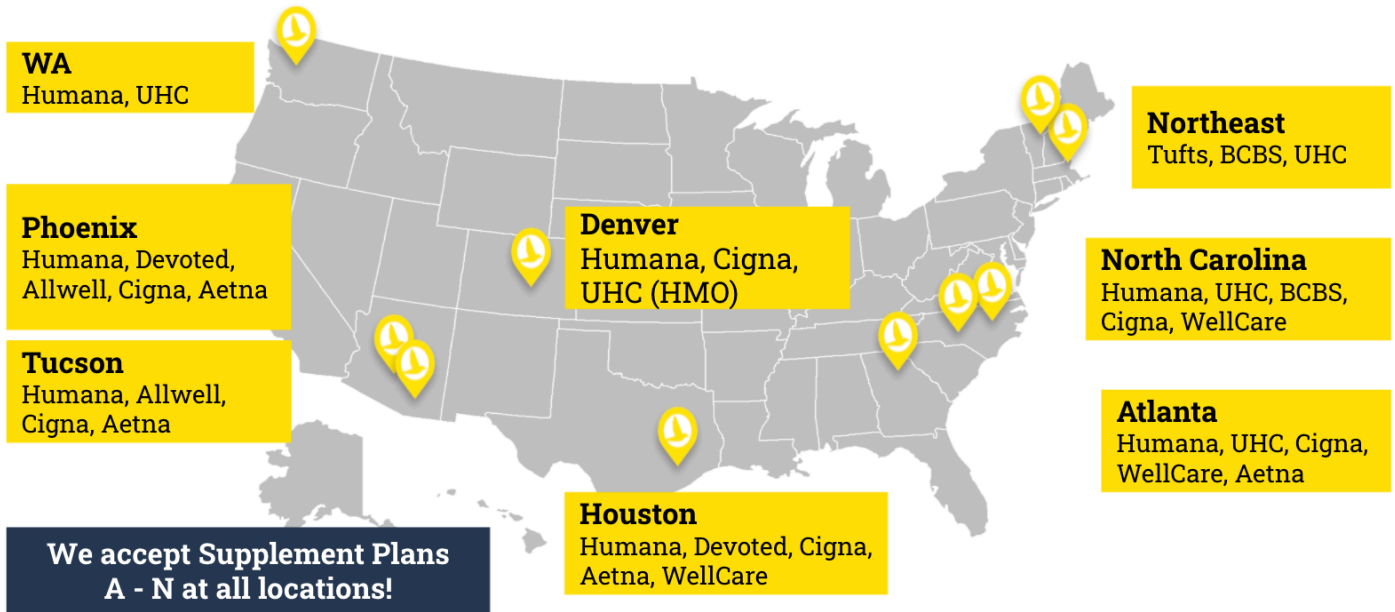 WA
Humana, UHC
Phoenix
Humana, Devoted,
Allwell, Cigna, Aetna
Tucson
Humana, Allwell,
Cigna, Aetna
We accept Supplement Plans
A - N at all locations!
Denver
Humana, Cigna,
UHC (HMO)
Houston
Humana, Devoted, Cigna,
Aetna, WellCare
Northeast
Tufts, BCBS, UHC
North Carolina
Humana, UHC, BCBS,
Cigna, WellCare
Atlanta
Humana, UHC, Cigna,
WellCare, Aetna